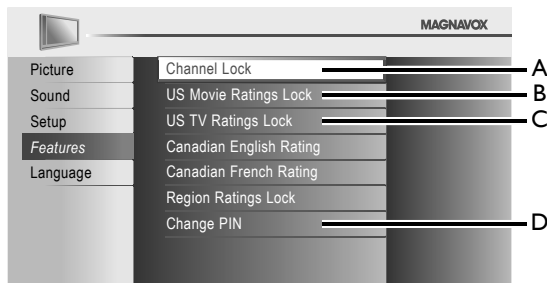 MAGNAVOX
Picture
Channel Lock
A
Sound
US Movie Ratings Lock
B
Setup
US TV Ratings Lock
C
Features
Canadian English Rating
Language
Canadian French Rating
Region Ratings Lock
Change PIN
D